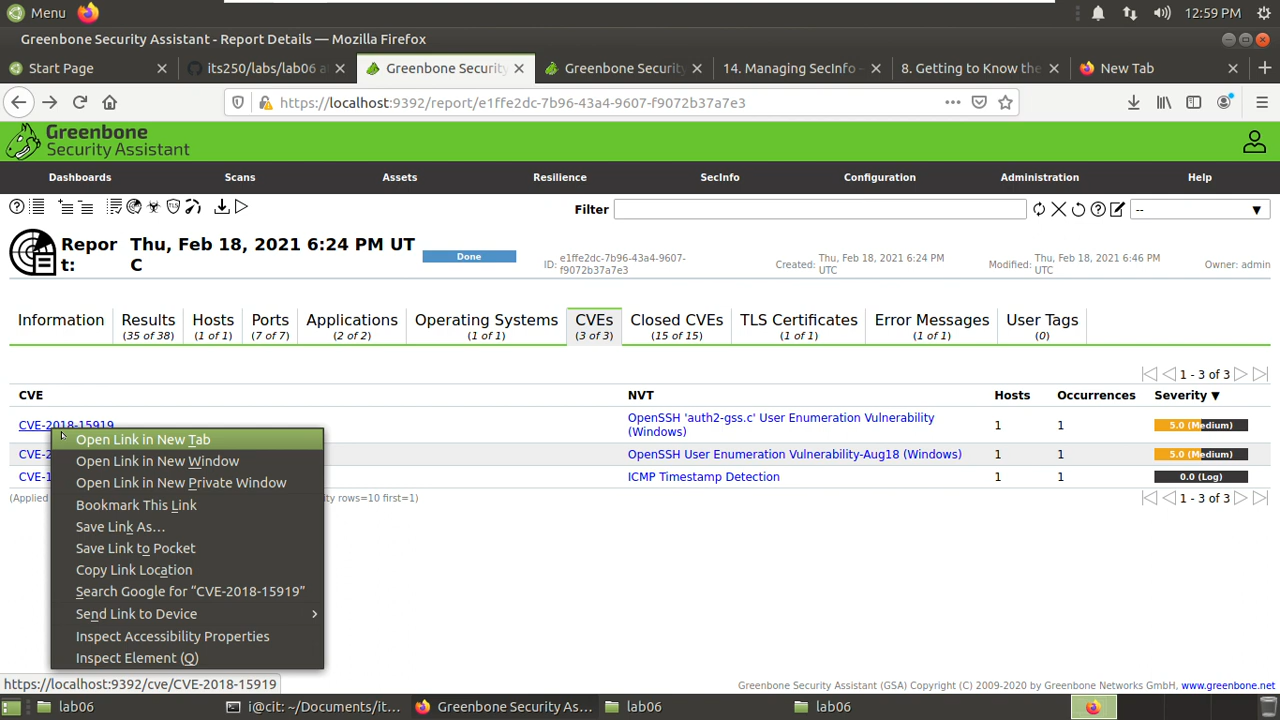 Menu
12:59 PM
Greenbone Security Assistant - Report Details — Mozilla Firefox
Start Page
its250/labs/lab06 a
Greenbone Securit
Greenbone Security
14. Managing SecInfo
8. Getting to Know the
New Tab
https://localhost:9392/report/e1ffe2dc-7b96-43a4-9607-f9072b37a7e3
Greenbone
Security Assistant
Dashboards
Scans
Assets
Resilience
SecInfo
Configuration
Administration
Help
Filter
--
Repor
t:
Thu, Feb 18, 2021 6:24 PM UT
C
Done
ID: e1ffe2dc-7b96-43a4-9607-
f9072b37a7e3
Created: Thu, Feb 18, 2021 6:24 PM
UTC
Modified: Thu, Feb 18, 2021 6:46 PM
UTC
Owner: admin
Information
Results
(35 of 38)
Hosts
(1 of 1)
Ports
(7 of 7)
Applications
(2 of 2)
Operating Systems
(1 of 1)
CVEs
(3 of 3)
Closed CVEs
(15 of 15)
TLS Certificates
(1 of 1)
Error Messages
(1 of 1)
User Tags
(0)
1 - 3 of 3
CVE
NVT
Hosts
Occurrences
Severity ▼
CVE-2018-15919
OpenSSH 'auth2-gss.c' User Enumeration Vulnerability
(Windows)
1
1
5.0 (Medium)
CVE-2
OpenSSH User Enumeration Vulnerability-Aug18 (Windows)
1
1
5.0 (Medium)
CVE-1
ICMP Timestamp Detection
1
1
0.0 (Log)
(Applied
ity rows=10 first=1)
1 - 3 of 3
Open Link in New Tab
Open Link in New Window
Open Link in New Private Window
Bookmark This Link
Save Link As…
Save Link to Pocket
Copy Link Location
Search Google for “CVE-2018-15919”
Send Link to Device
Inspect Accessibility Properties
Inspect Element (Q)
https://localhost:9392/cve/CVE-2018-15919
Greenbone Security Assistant (GSA) Copyright (C) 2009-2020 by Greenbone Networks GmbH, www.greenbone.net
lab06
i@cit: ~/Documents/it...
Greenbone Security As...
lab06
lab06